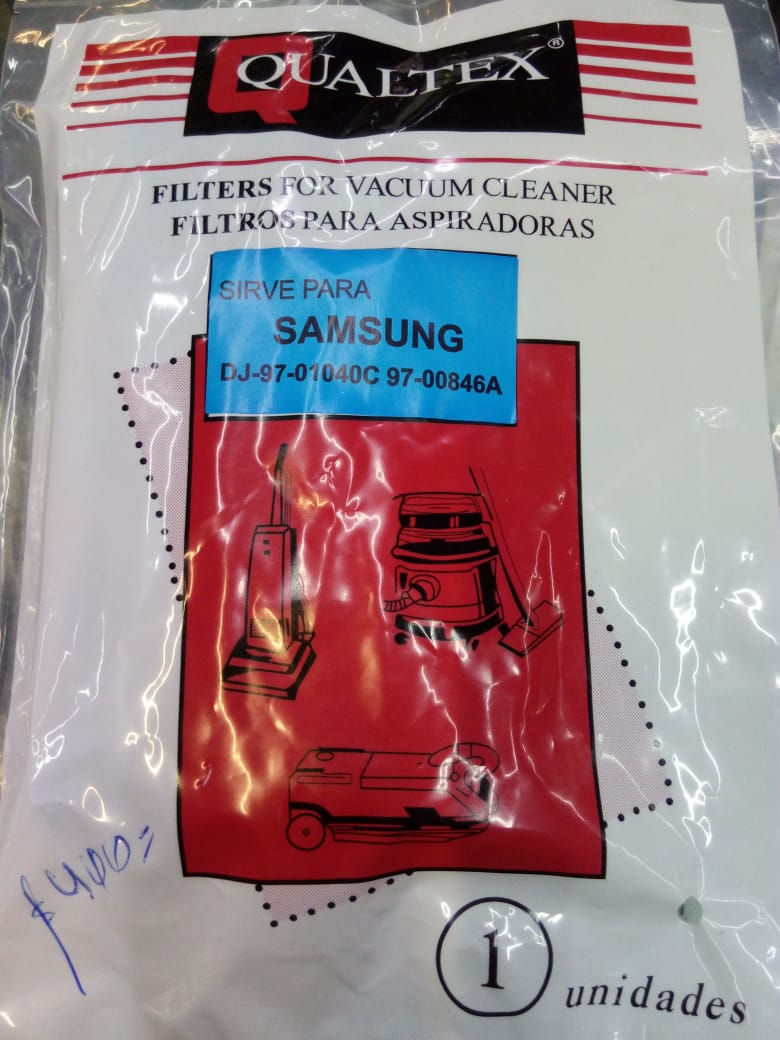 QUALTEX®
FILTERS FOR VACUUM CLEANER
FILTROS PARA ASPIRADORAS
SIRVE PARA
SAMSUNG
DJ-97-01040C 97-00846A
1 unidades